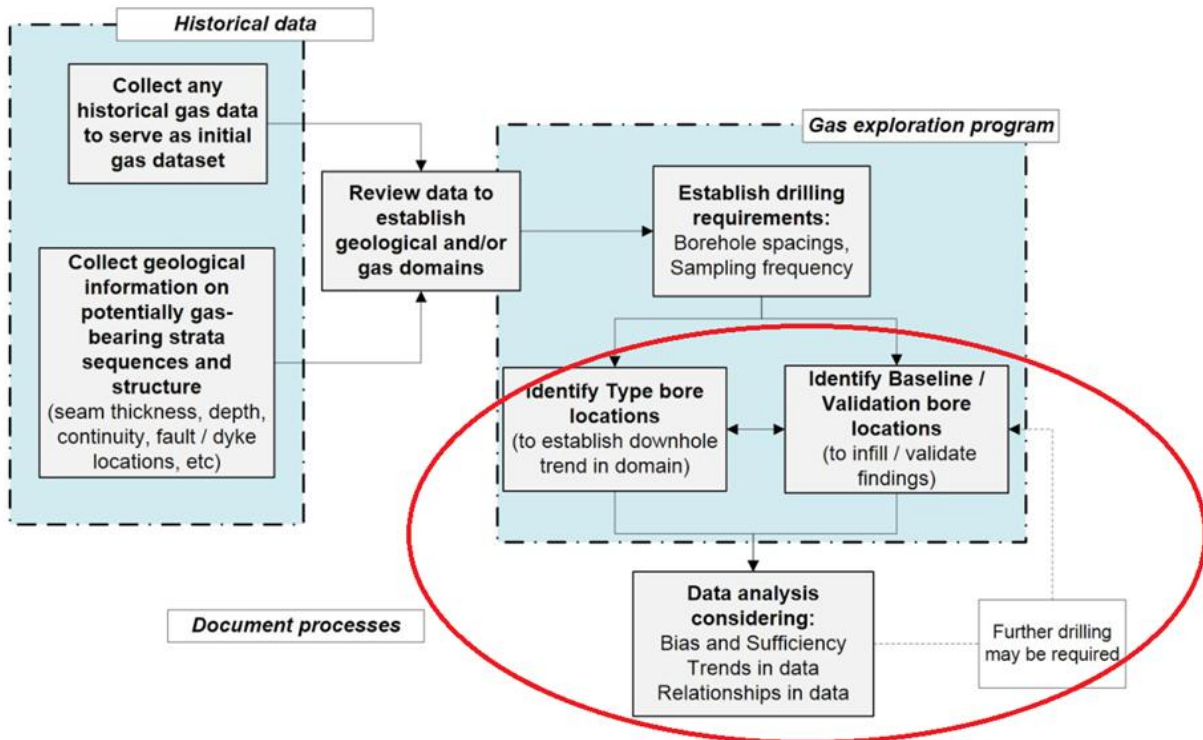 Historical data
Collect any
historical gas data
to serve as initial
gas dataset
Collect geological
information on
potentially gas-
bearing strata
sequences and
structure
(seam thickness, depth,
continuity, fault / dyke
locations, etc)
Review data to
establish
geological and/or
gas domains
Gas exploration program
Establish drilling
requirements:
Borehole spacings,
Sampling frequency
Identify Type bore
locations
(to establish downhole
trend in domain)
Identify Baseline /
Validation bore
locations
(to infill / validate
findings)
Data analysis
considering:
Bias and Sufficiency
Trends in data
Relationships in data
Further drilling
may be required
Document processes